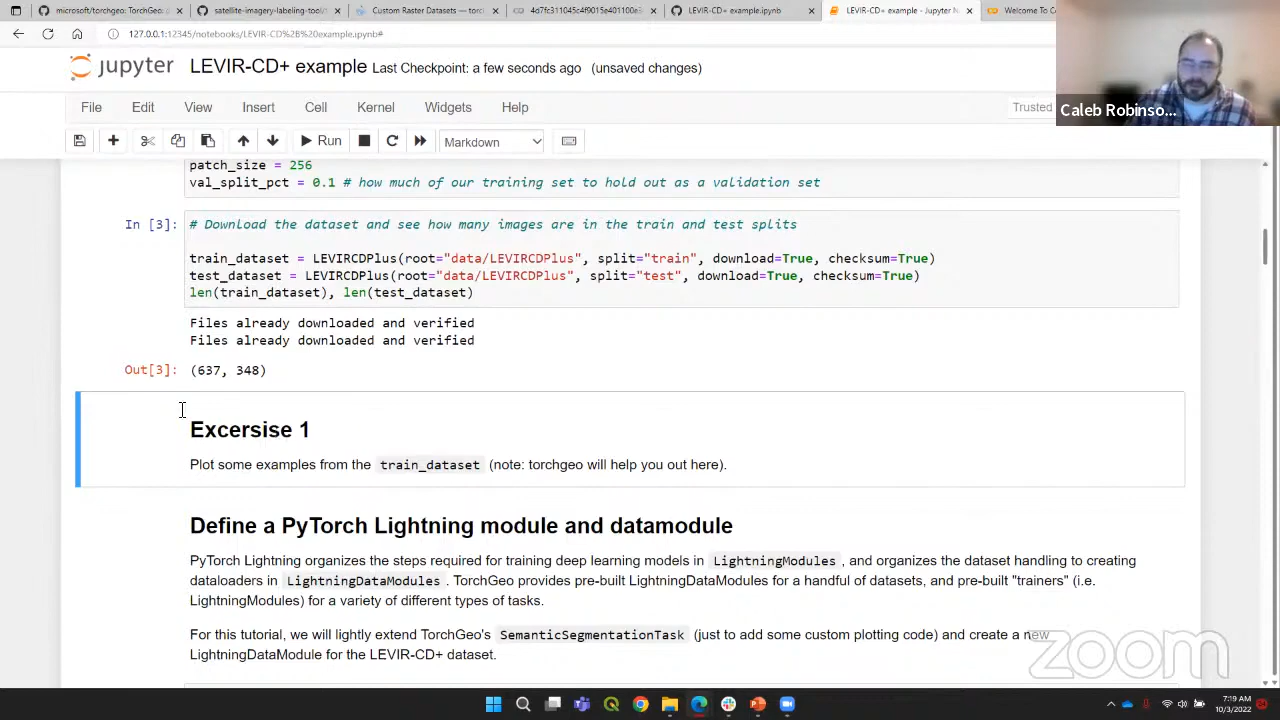 microsoft/torchgeo: TorchGeo: 
satellite-imagery-labeling-tool/
Custom Raster Datasets — torc
4d7fe311045c4f9015e401100e3
LEVIR-CD+ example.ipynb
LEVIR-CD+ example - Jupyter N
Welcome To C
127.0.0.1:12345/notebooks/LEVIR-CD%2B%20example.ipynb#
jupyter LEVIR-CD+ example Last Checkpoint: a few seconds ago (unsaved changes)
Caleb Robinso...
File Edit View Insert Cell Kernel Widgets Help Trusted
Run Markdown
patch_size = 256
val_split_pct = 0.1 # how much of our training set to hold out as a validation set
In [3]: # Download the dataset and see how many images are in the train and test splits
train_dataset = LEVIRCDPlus(root="data/LEVIRCDPlus", split="train", download=True, checksum=True)
test_dataset = LEVIRCDPlus(root="data/LEVIRCDPlus", split="test", download=True, checksum=True)
len(train_dataset), len(test_dataset)
Files already downloaded and verified
Files already downloaded and verified
Out[3]: (637, 348)
Excersise 1
Plot some examples from the train_dataset (note: torchgeo will help you out here).
Define a PyTorch Lightning module and datamodule
PyTorch Lightning organizes the steps required for training deep learning models in LightningModules , and organizes the dataset handling to creating
dataloaders in LightningDataModules . TorchGeo provides pre-built LightningDataModules for a handful of datasets, and pre-built "trainers" (i.e.
LightningModules) for a variety of different types of tasks.
For this tutorial, we will lightly extend TorchGeo's SemanticSegmentationTask (just to add some custom plotting code) and create a new
LightningDataModule for the LEVIR-CD+ dataset.
zoom
7:19 AM
10/3/2022